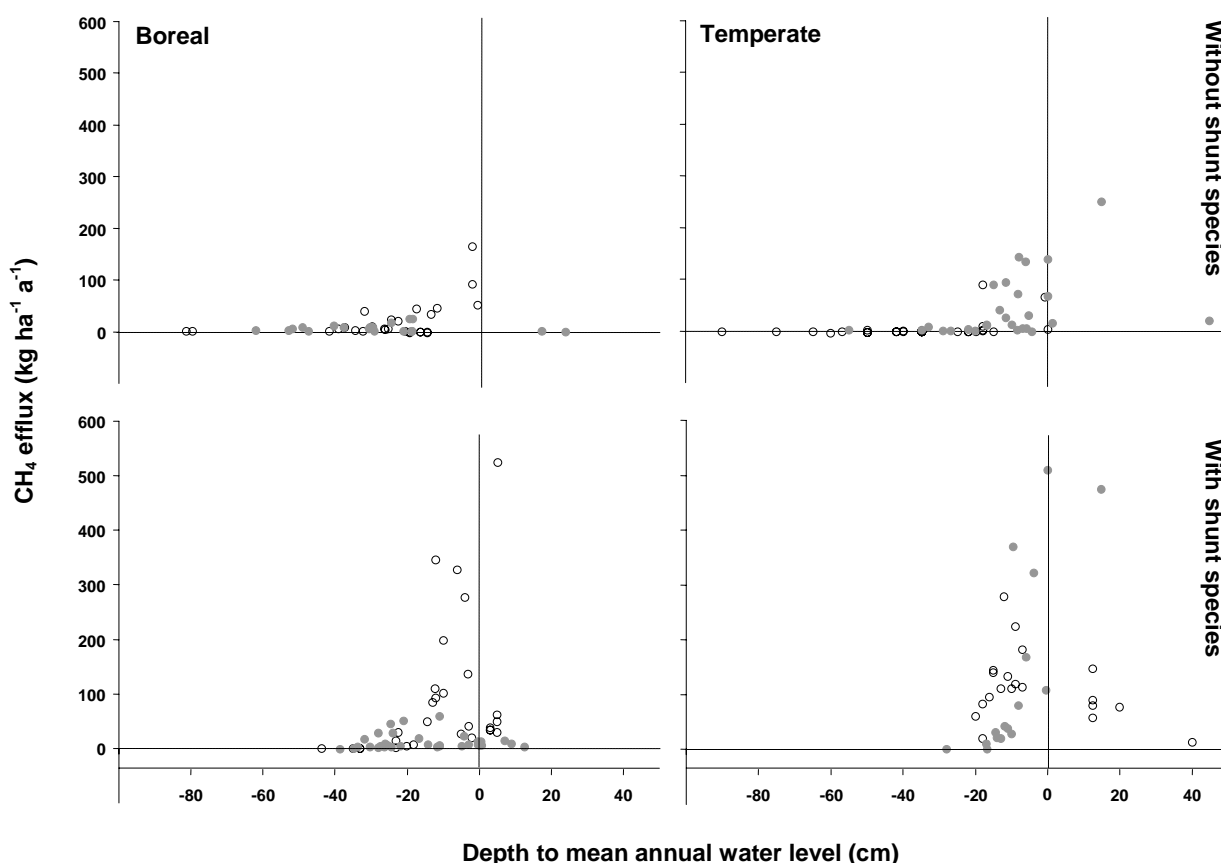 Boreal
Temperate
Without shunt species
600
500
400
300
200
100
0
With shunt species
600
500
400
300
200
100
0
CH₄ efflux (kg ha⁻¹ a⁻¹)
-80 -60 -40 -20 0 20 40
-80 -60 -40 -20 0 20 40
Depth to mean annual water level (cm)